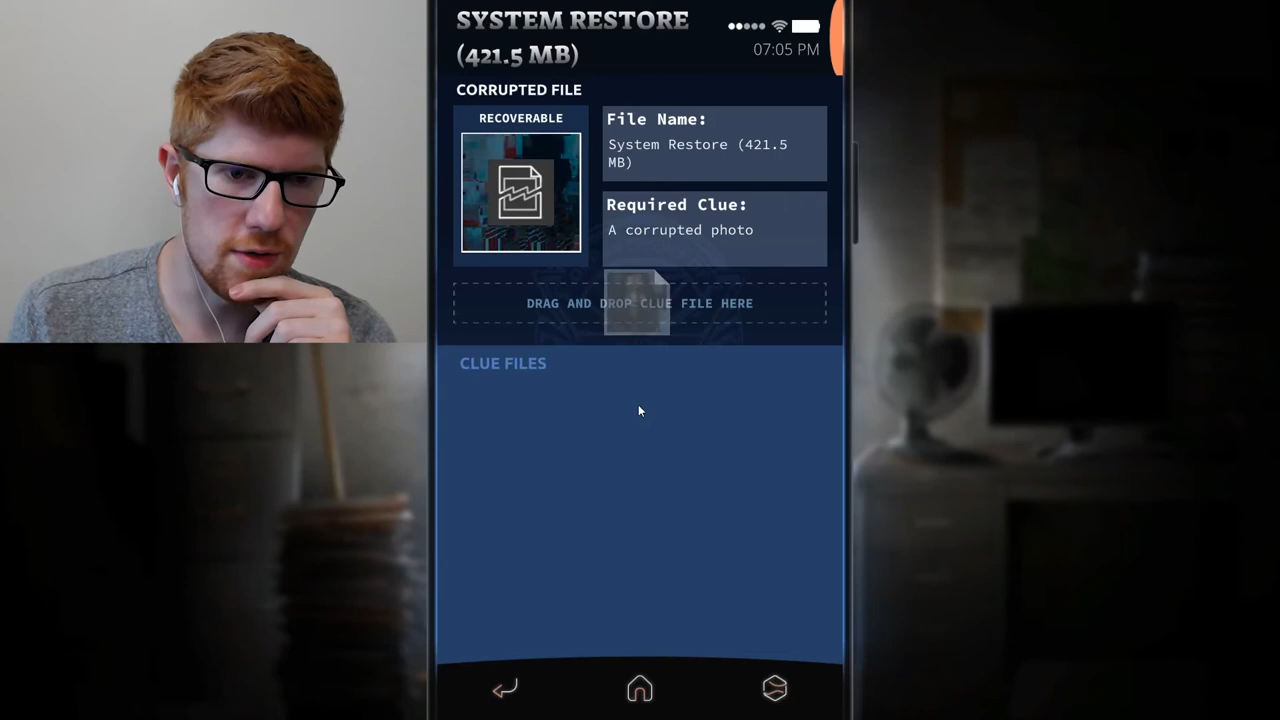 SYSTEM RESTORE
(421.5 MB)
07:05 PM
CORRUPTED FILE
RECOVERABLE
File Name:
System Restore (421.5
MB)
Required Clue:
A corrupted photo
DRAG AND DROP CLUE FILE HERE
CLUE FILES